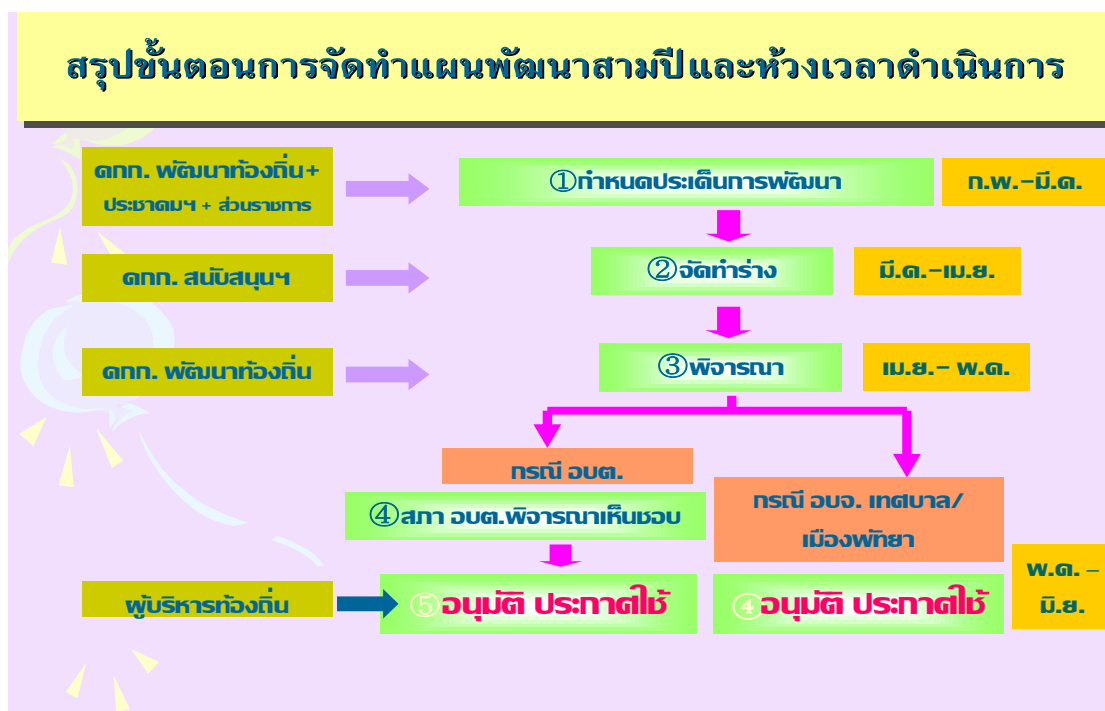 สรุปขั้นตอนการจัดทำแผนพัฒนาสามปีและห้วงเวลาดำเนินการ
คกก. พัฒนาท้องถิ่น+
ประชาคมฯ + ส่วนราชการ
①กำหนดประเด็นการพัฒนา
ก.พ.-มี.ค.
คกก. สนับสนุนฯ
②จัดทำร่าง
มี.ค.-เม.ย.
คกก. พัฒนาท้องถิ่น
③พิจารณา
เม.ย.- พ.ค.
กรณี อบต.
④สภา อบต.พิจารณาเห็นชอบ
กรณี อบจ. เทศบาล/
เมืองพัทยา
ผู้บริหารท้องถิ่น
⑤อนุมัติ ประกาศใช้
④อนุมัติ ประกาศใช้
พ.ค. –
มิ.ย.